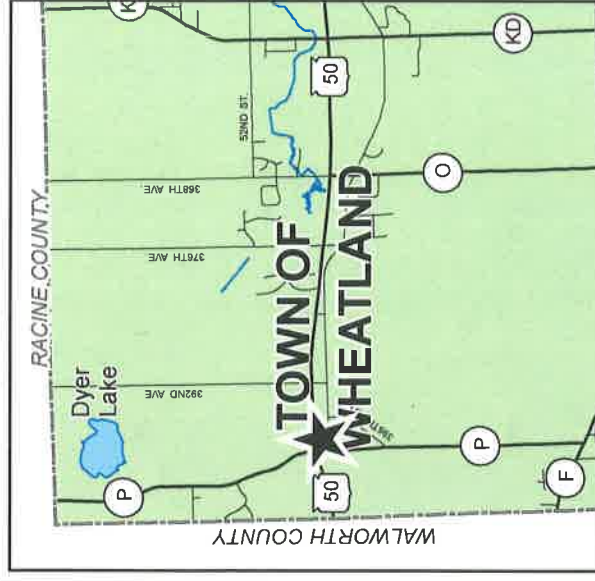 RACINE COUNTY
K
50
KD
52ND ST.
368TH AVE
O
376TH AVE
TOWN OF
WHEATLAND
392ND AVE
Dyer
Lake
P
50
P
F
WALWORTH COUNTY